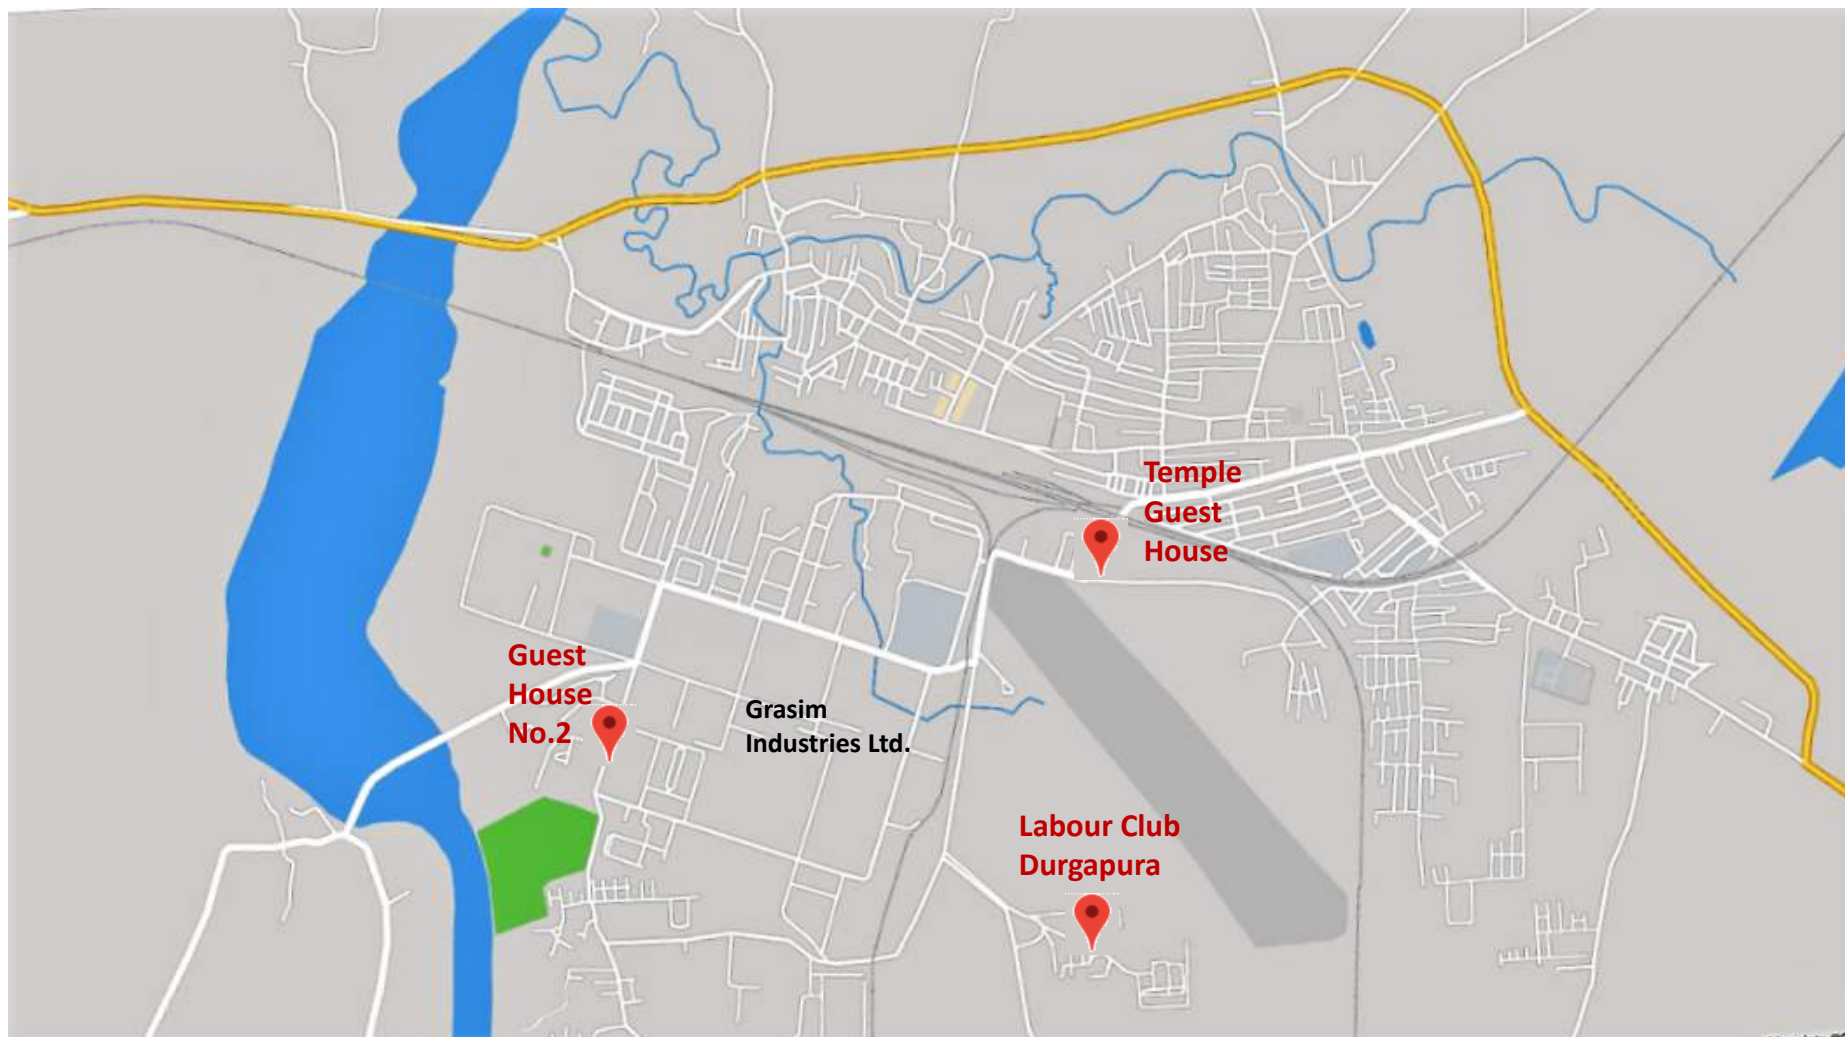 Temple
Guest
House
Guest
House
No.2
Grasim
Industries Ltd.
Labour Club
Durgapura